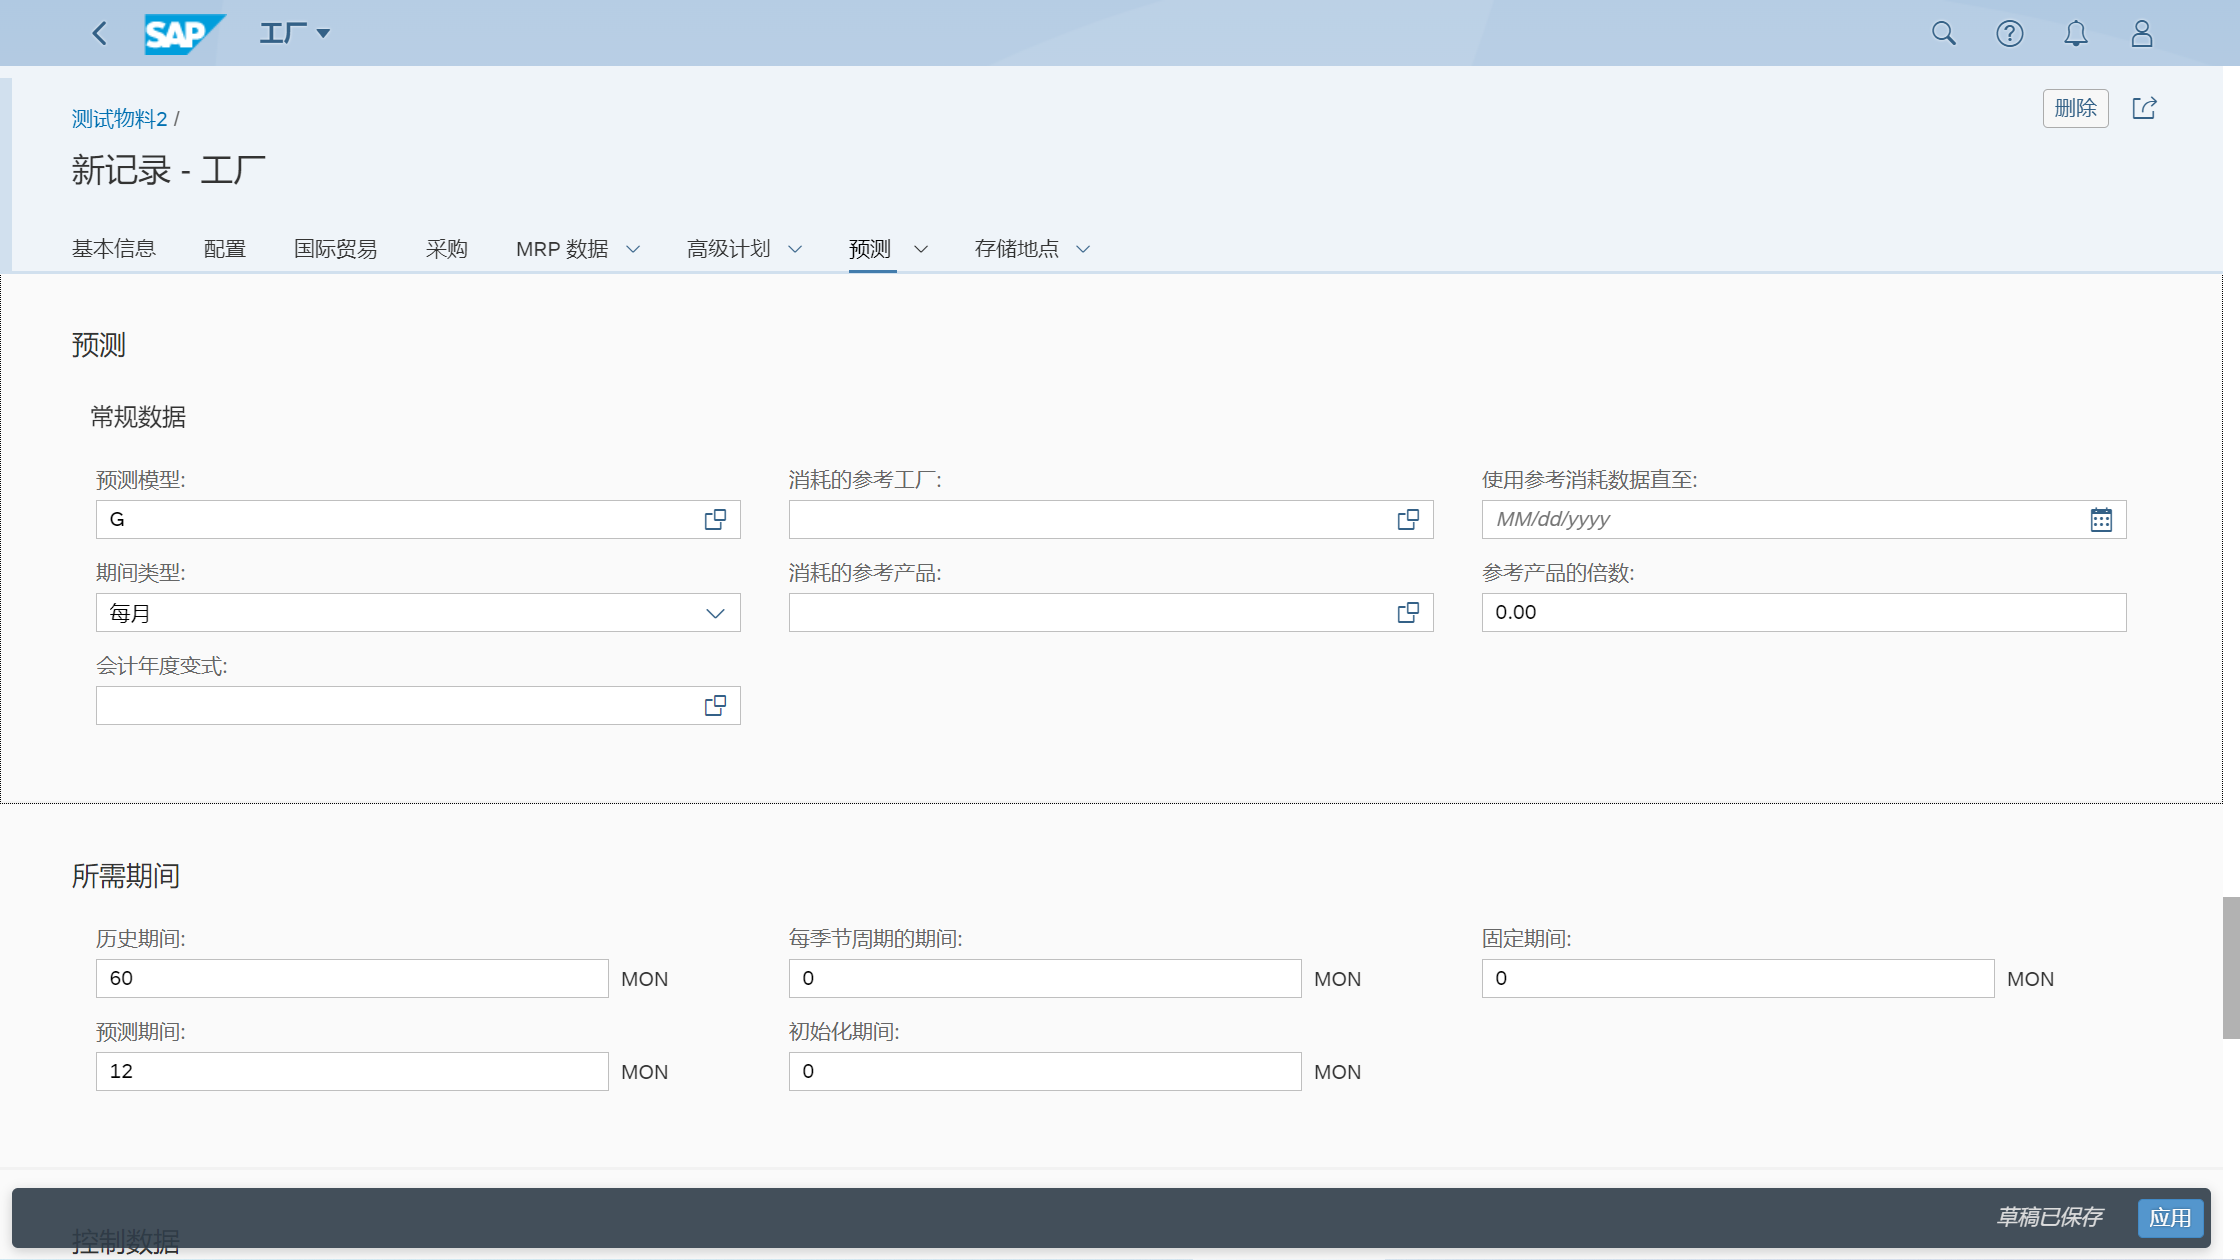 SAP 工厂
测试物料2 /
删除
新记录 - 工厂
基本信息 配置 国际贸易 采购 MRP 数据 高级计划 预测 存储地点
预测
常规数据
预测模型: 消耗的参考工厂: 使用参考消耗数据直至:
G MM/dd/yyyy
期间类型: 消耗的参考产品: 参考产品的倍数:
每月 0.00
会计年度变式:
所需期间
历史期间: 每季节周期的期间: 固定期间:
60 MON 0 MON 0 MON
预测期间: 初始化期间:
12 MON 0 MON
草稿已保存 应用
控制数据